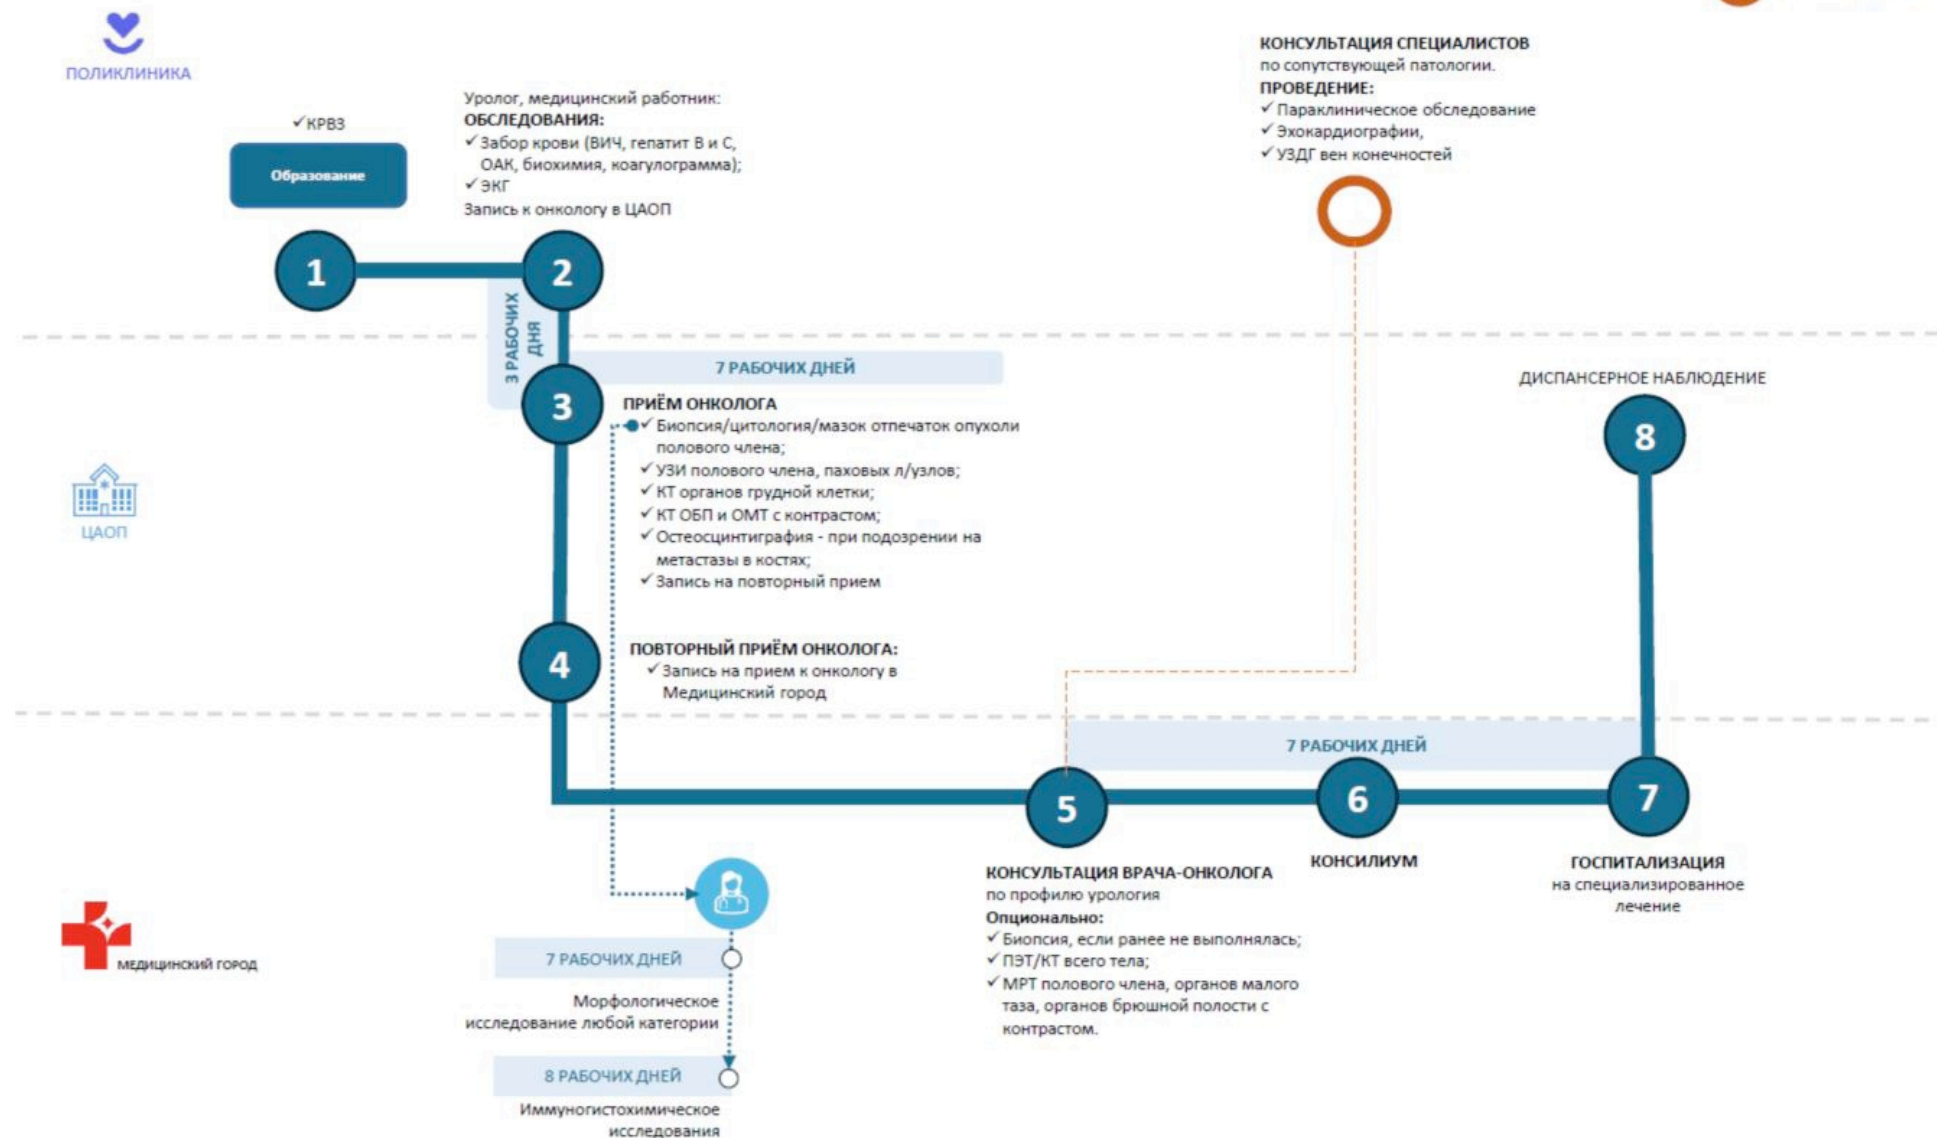 ПОЛИКЛИНИКА
✓КРВЗ
Образование
Уролог, медицинский работник:
ОБСЛЕДОВАНИЯ:
✓ Забор крови (ВИЧ, гепатит В и С,
ОАК, биохимия, коагулограмма);
✓ ЭКГ
Запись к онкологу в ЦАОП
КОНСУЛЬТАЦИЯ СПЕЦИАЛИСТОВ
по сопутствующей патологии.
ПРОВЕДЕНИЕ:
✓ Параклиническое обследование
✓ Эхокардиографии,
✓ УЗДГ вен конечностей
1
2
3 РАБОЧИХ
ДНЯ
7 РАБОЧИХ ДНЕЙ
3
ПРИЁМ ОНКОЛОГА
✓ Биопсия/цитология/мазок отпечаток опухоли
полового члена;
✓ УЗИ полового члена, паховых л/узлов;
✓ КТ органов грудной клетки;
✓ КТ ОБП и ОМТ с контрастом;
✓ Остеосцинтиграфия - при подозрении на
метастазы в костях;
✓ Запись на повторный прием
ДИСПАНСЕРНОЕ НАБЛЮДЕНИЕ
8
ЦАОП
4
ПОВТОРНЫЙ ПРИЁМ ОНКОЛОГА:
✓ Запись на прием к онкологу в
Медицинский город
7 РАБОЧИХ ДНЕЙ
5
6
7
КОНСУЛЬТАЦИЯ ВРАЧА-ОНКОЛОГА
по профилю урология
Опционально:
✓ Биопсия, если ранее не выполнялась;
✓ ПЭТ/КТ всего тела;
✓ МРТ полового члена, органов малого
таза, органов брюшной полости с
контрастом.
КОНСИЛИУМ
ГОСПИТАЛИЗАЦИЯ
на специализированное
лечение
МЕДИЦИНСКИЙ ГОРОД
7 РАБОЧИХ ДНЕЙ
Морфологическое
исследование любой категории
8 РАБОЧИХ ДНЕЙ
Иммуногистохимическое
исследования